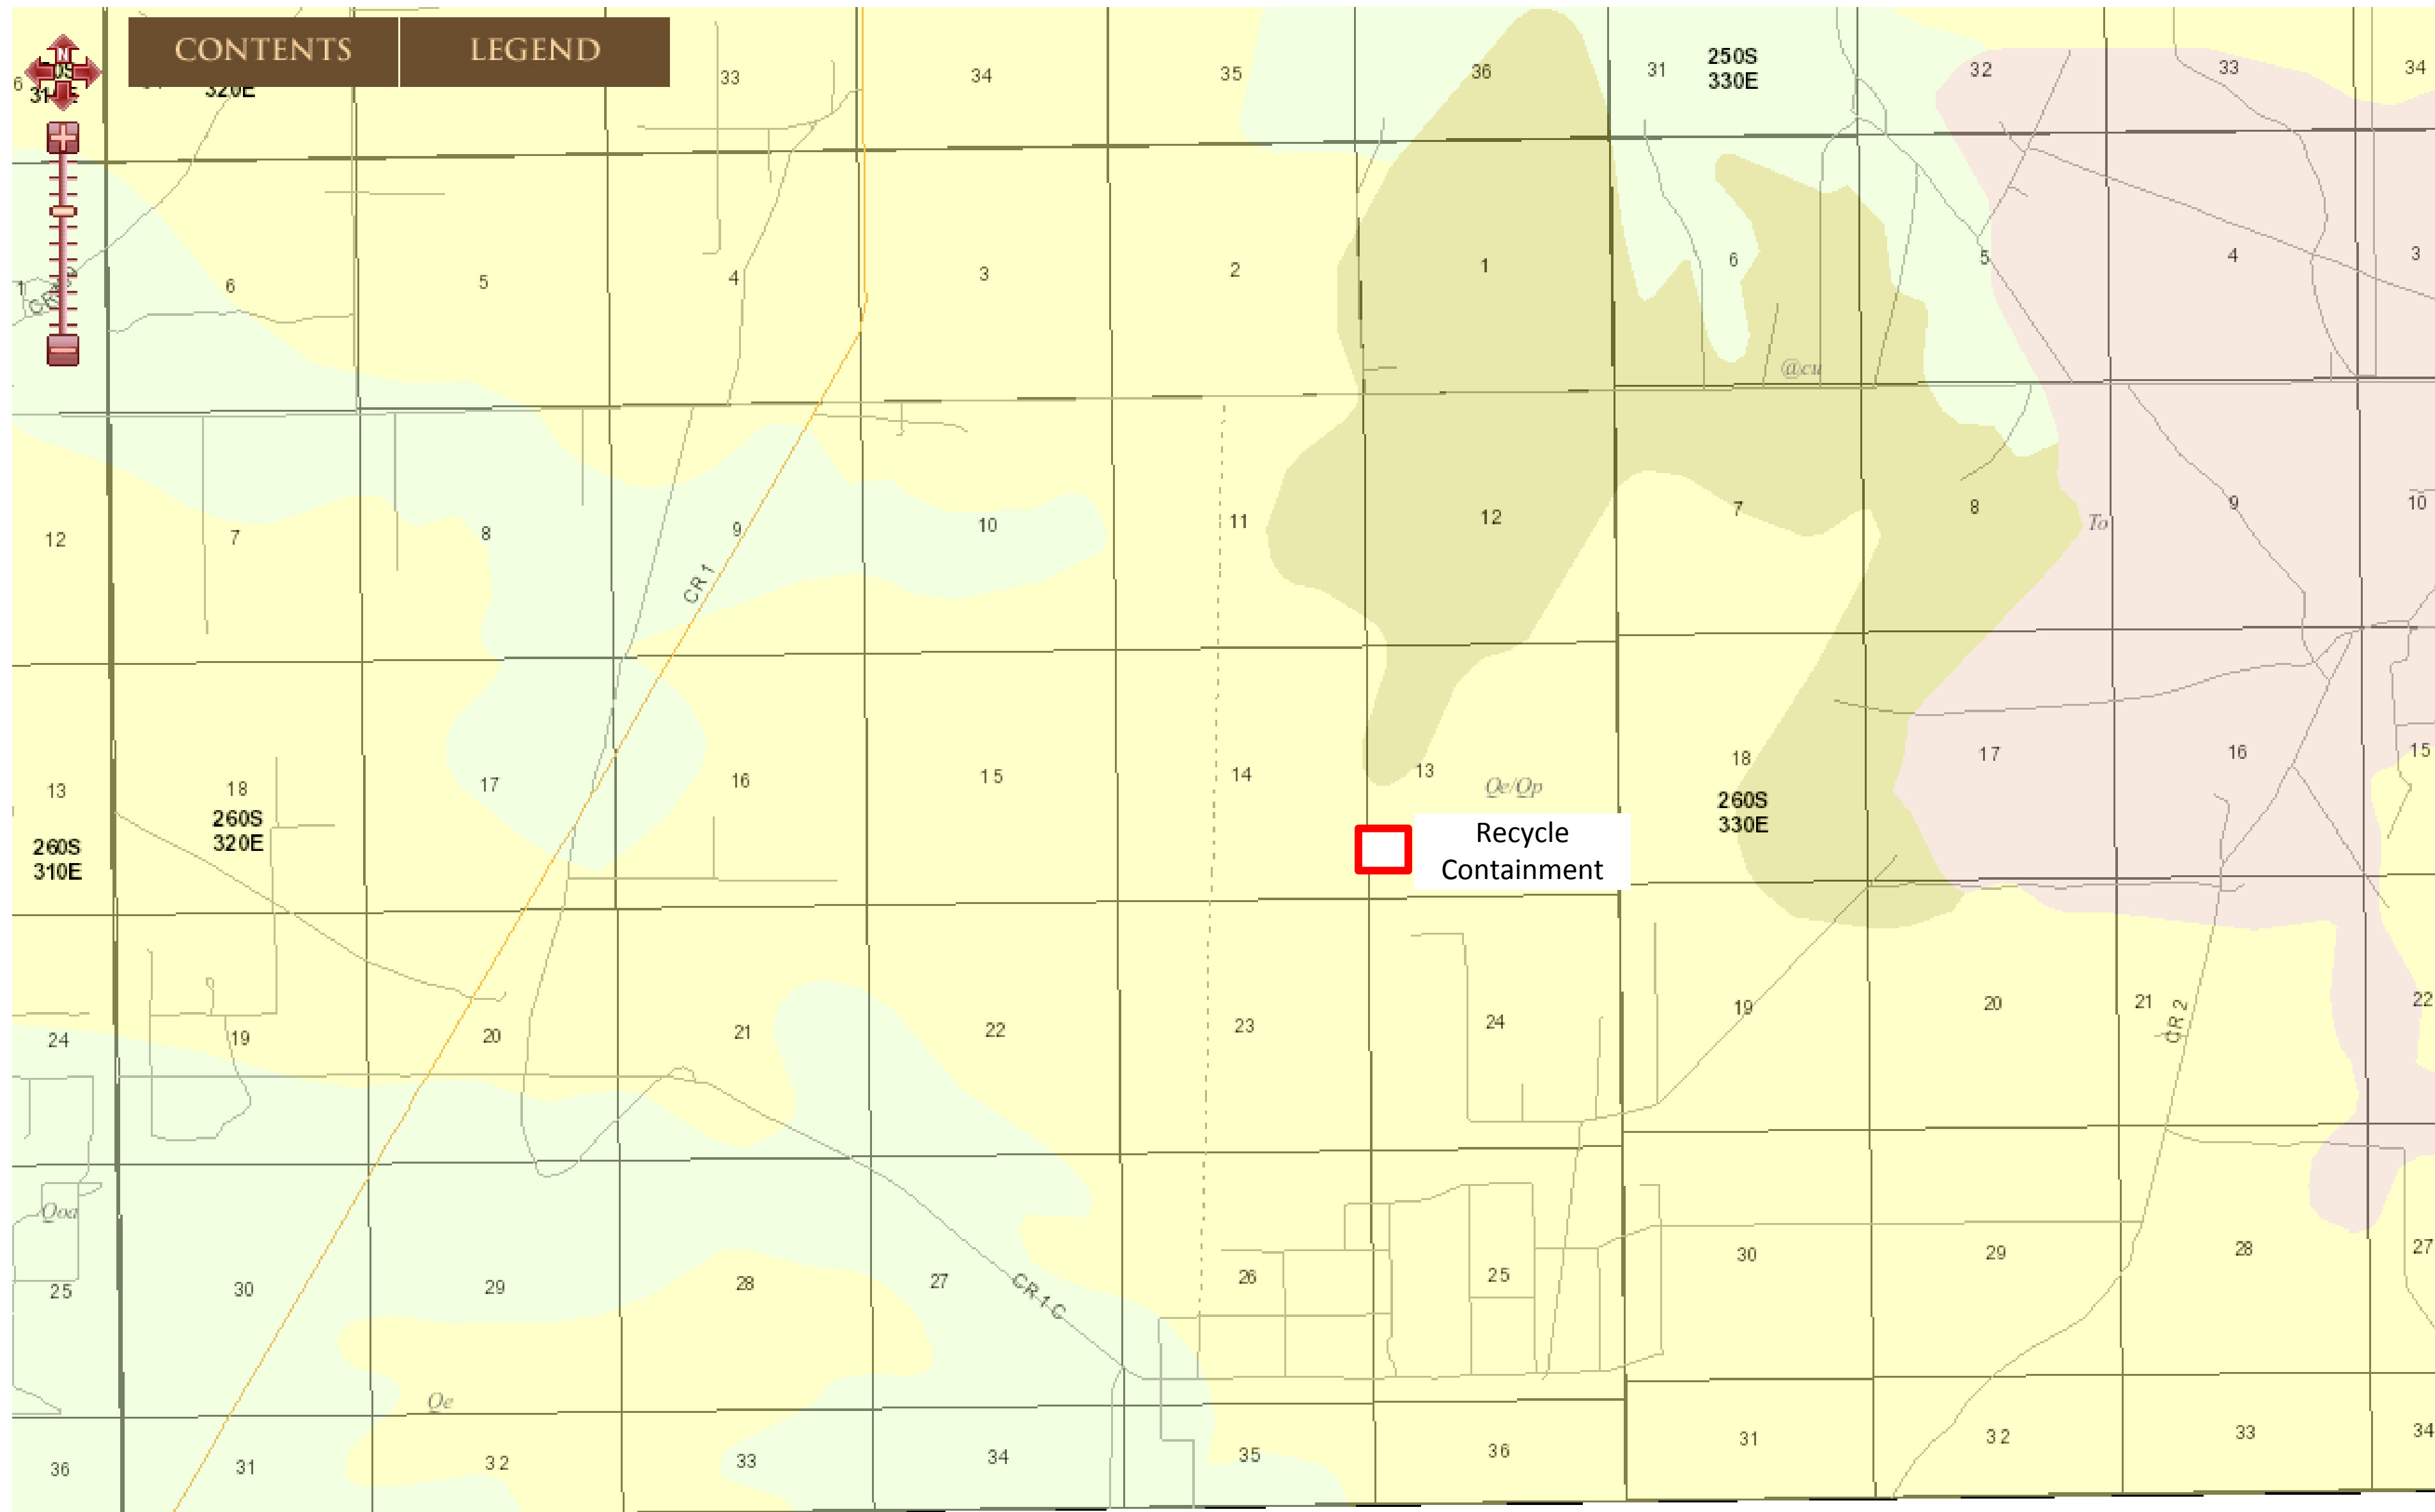 CONTENTS LEGEND
320E
33 34 35 36 31 250S 32 33 34
330E
6 5 4 3 2 1 6 5 4 3
@cu
12 7 8 9 10 11 12 7 8 9 10
To
CR 1
13 18 17 16 15 14 13 18 17 16 15
Qe/Qp
260S
320E
260S
330E
260S
310E
Recycle
Containment
24 19 20 21 22 23 24 19 20 21 22
CR 2
Qoa
25 30 29 28 27 26 25 30 29 28 27
CR 1 C
Qe
36 31 32 33 34 35 36 31 32 33 34